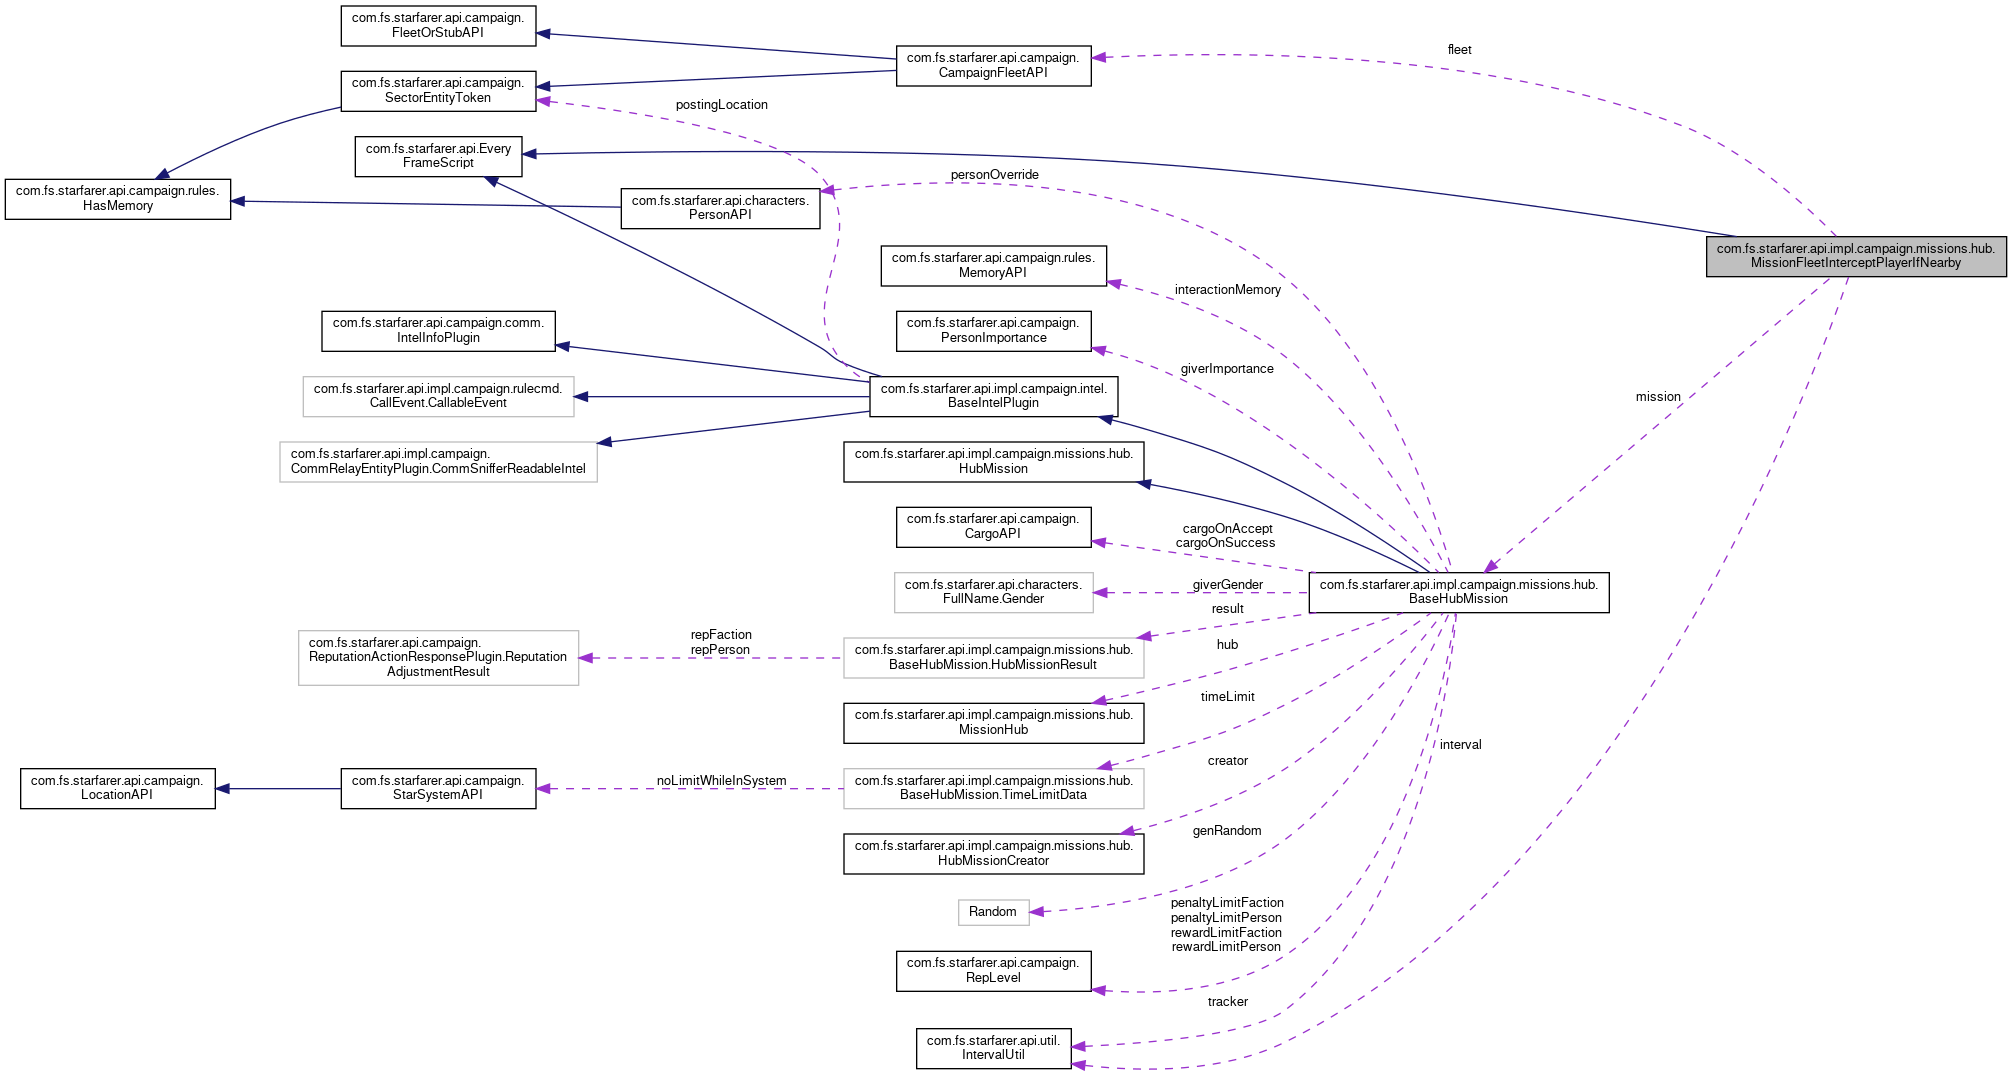 com.fs.starfarer.api.campaign.
FleetOrStubAPI
fleet
com.fs.starfarer.api.campaign.
CampaignFleetAPI
com.fs.starfarer.api.campaign.
SectorEntityToken
postingLocation
com.fs.starfarer.api.Every
FrameScript
personOverride
com.fs.starfarer.api.campaign.rules.
HasMemory
com.fs.starfarer.api.characters.
PersonAPI
com.fs.starfarer.api.impl.campaign.missions.hub.
MissionFleetInterceptPlayerIfNearby
com.fs.starfarer.api.campaign.rules.
MemoryAPI
interactionMemory
com.fs.starfarer.api.campaign.comm.
IntelInfoPlugin
com.fs.starfarer.api.campaign.
PersonImportance
giverImportance
com.fs.starfarer.api.impl.campaign.rulecmd.
CallEvent.CallableEvent
com.fs.starfarer.api.impl.campaign.intel.
BaseIntelPlugin
mission
com.fs.starfarer.api.impl.campaign.
CommRelayEntityPlugin.CommSnifferReadableIntel
com.fs.starfarer.api.impl.campaign.missions.hub.
HubMission
com.fs.starfarer.api.campaign.
CargoAPI
cargoOnAccept
cargoOnSuccess
com.fs.starfarer.api.characters.
FullName.Gender
giverGender
com.fs.starfarer.api.impl.campaign.missions.hub.
BaseHubMission
result
com.fs.starfarer.api.campaign.
ReputationActionResponsePlugin.Reputation
AdjustmentResult
repFaction
repPerson
com.fs.starfarer.api.impl.campaign.missions.hub.
BaseHubMission.HubMissionResult
hub
com.fs.starfarer.api.impl.campaign.missions.hub.
MissionHub
timeLimit
interval
com.fs.starfarer.api.campaign.
LocationAPI
com.fs.starfarer.api.campaign.
StarSystemAPI
noLimitWhileInSystem
com.fs.starfarer.api.impl.campaign.missions.hub.
BaseHubMission.TimeLimitData
creator
com.fs.starfarer.api.impl.campaign.missions.hub.
HubMissionCreator
genRandom
Random
penaltyLimitFaction
penaltyLimitPerson
rewardLimitFaction
rewardLimitPerson
com.fs.starfarer.api.campaign.
RepLevel
tracker
com.fs.starfarer.api.util.
IntervalUtil